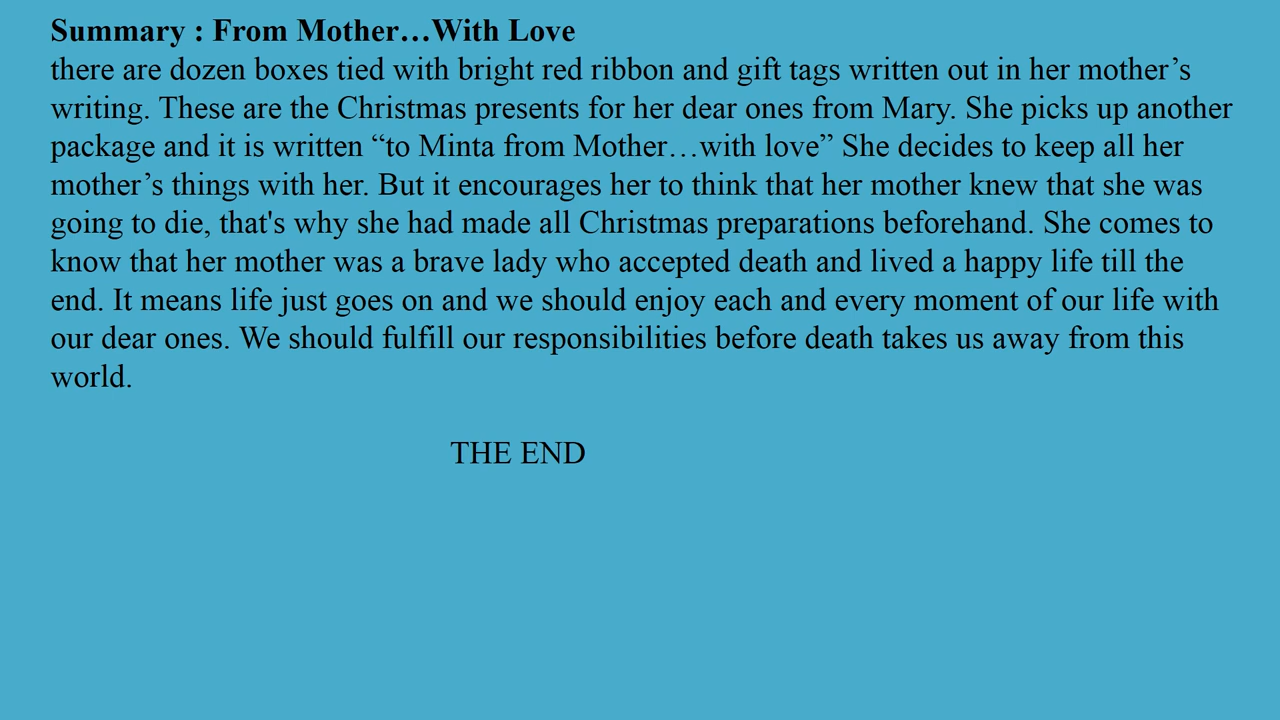 Summary : From Mother…With Love
there are dozen boxes tied with bright red ribbon and gift tags written out in her mother’s
writing. These are the Christmas presents for her dear ones from Mary. She picks up another
package and it is written “to Minta from Mother…with love” She decides to keep all her
mother’s things with her. But it encourages her to think that her mother knew that she was
going to die, that's why she had made all Christmas preparations beforehand. She comes to
know that her mother was a brave lady who accepted death and lived a happy life till the
end. It means life just goes on and we should enjoy each and every moment of our life with
our dear ones. We should fulfill our responsibilities before death takes us away from this
world.
THE END